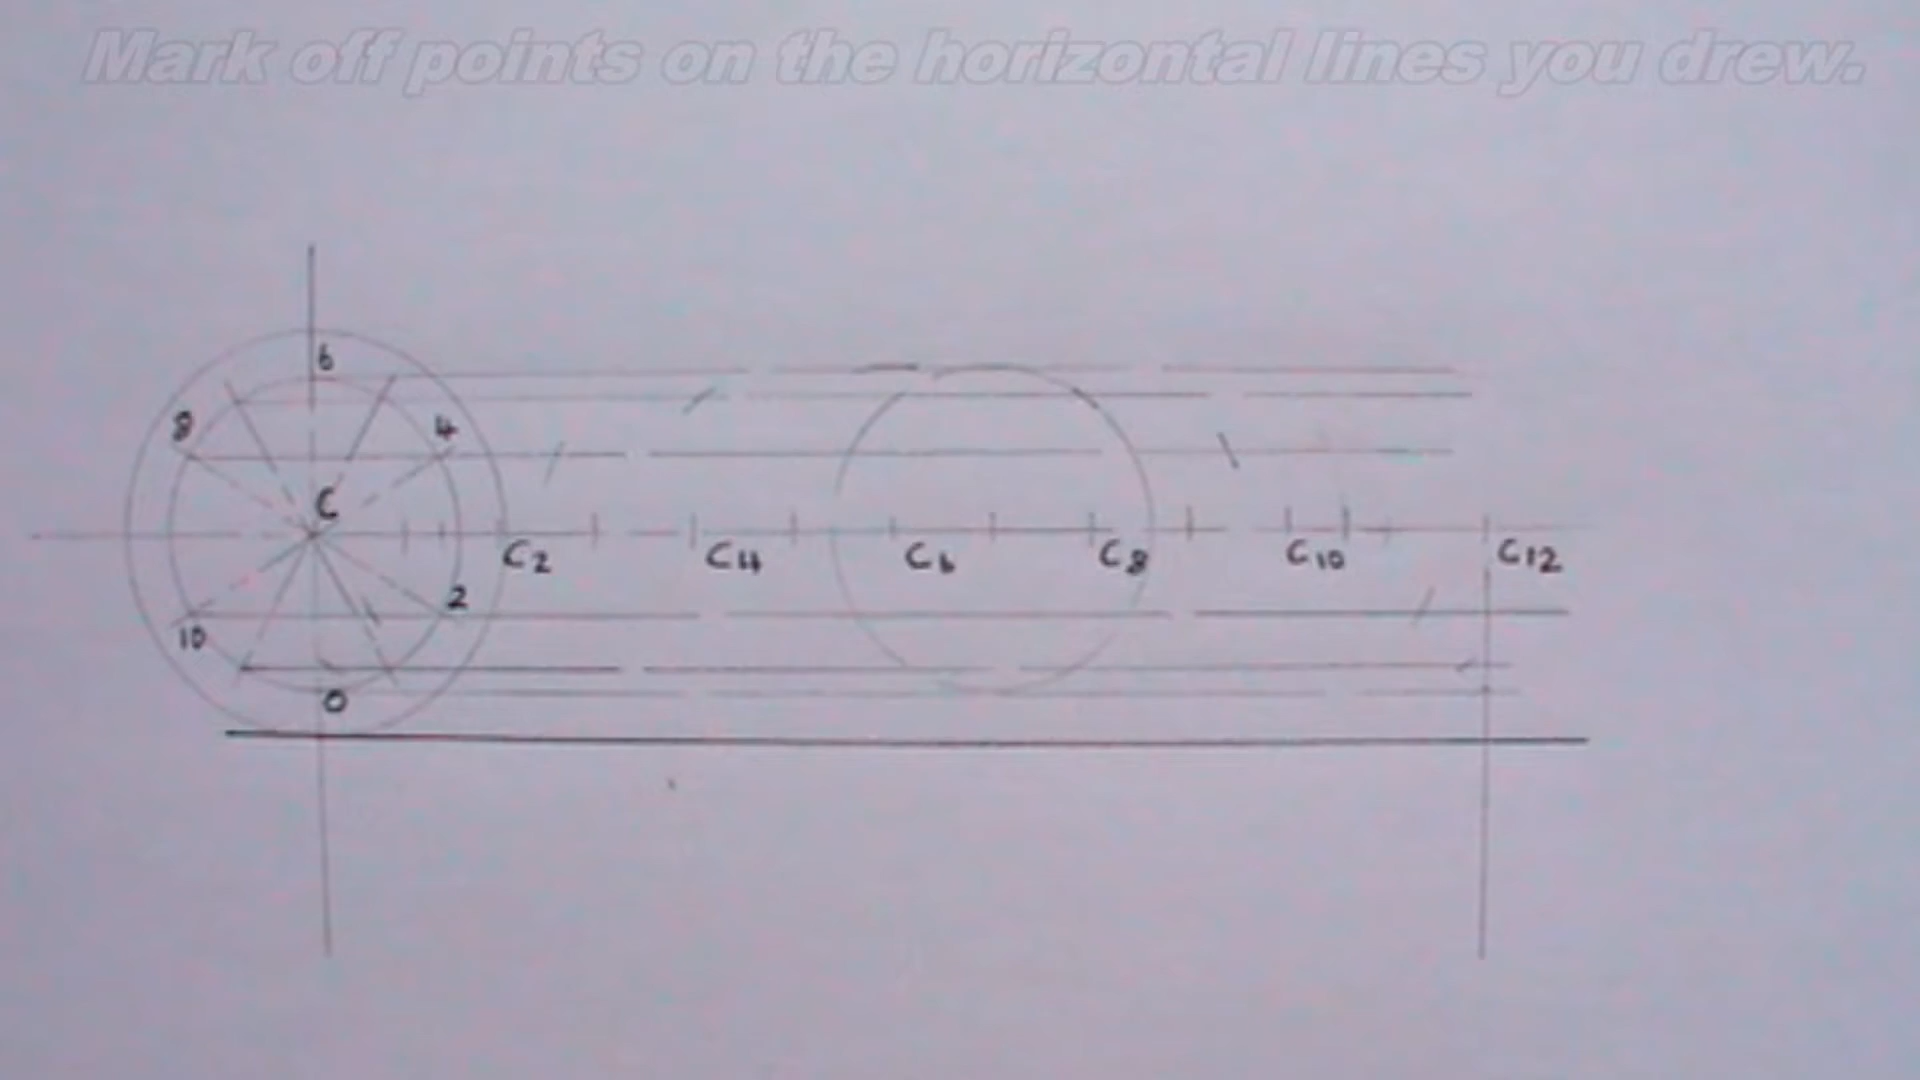 Mark off points on the horizontal lines you drew.
6
8
4
C
C2
C4
C6
C8
C10
C12
2
10
0